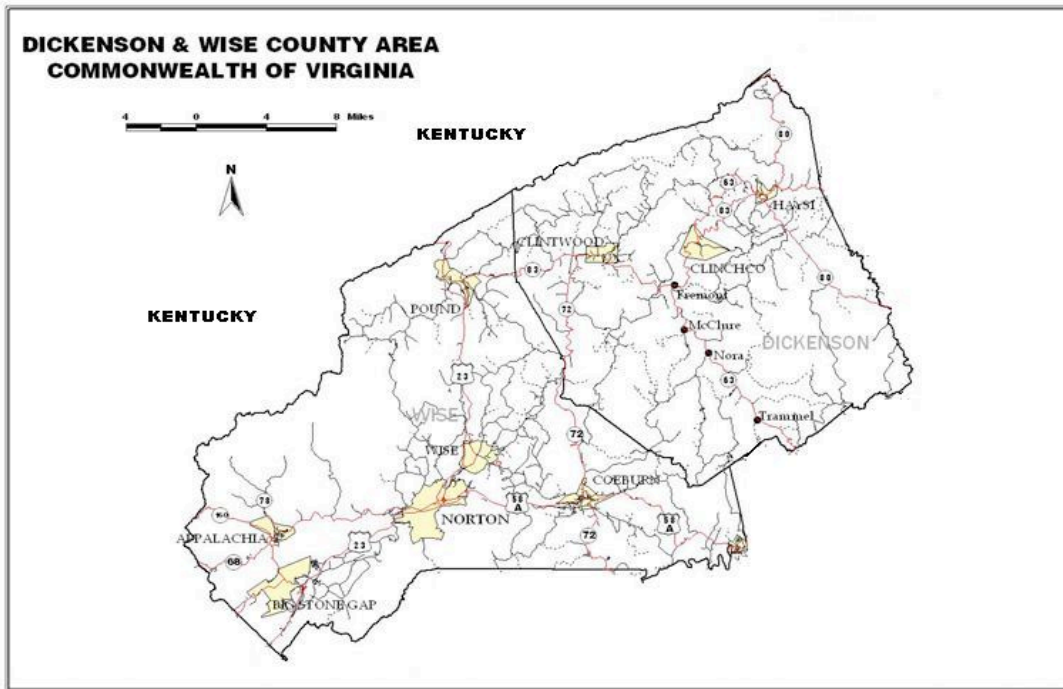 DICKENSON & WISE COUNTY AREA
COMMONWEALTH OF VIRGINIA
4 0 4 8 Miles
KENTUCKY
N
80
63
HAYSI
83
CLINTWOOD
83
CLINCHCO
80
Fremont
KENTUCKY
POUND
72
McClure
DICKENSON
Nora
23
63
WISE
Trammel
72
WISE
COEBURN
78
58
A
160
NORTON
58
A
APPALACHIA
23
72
68
BIG STONE GAP